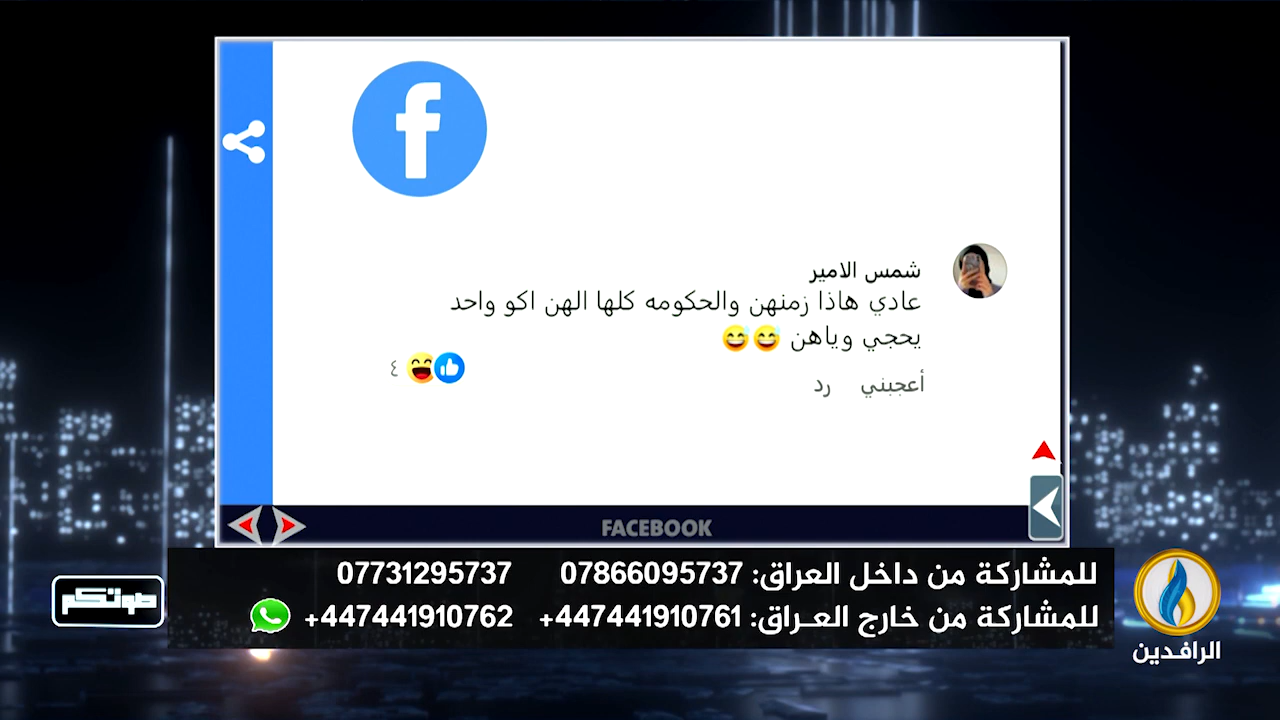 شمس الامير
عادي هاذا زمنهن والحكومه كلها الهن اكو واحد
يحجي وياهن 😅😅
أعجبني رد
٤
FACEBOOK
للمشاركة من داخل العراق: 07866095737 07731295737
للمشاركة من خارج العـراق: 447441910761+ 447441910762+
صوتكم
الرافدين